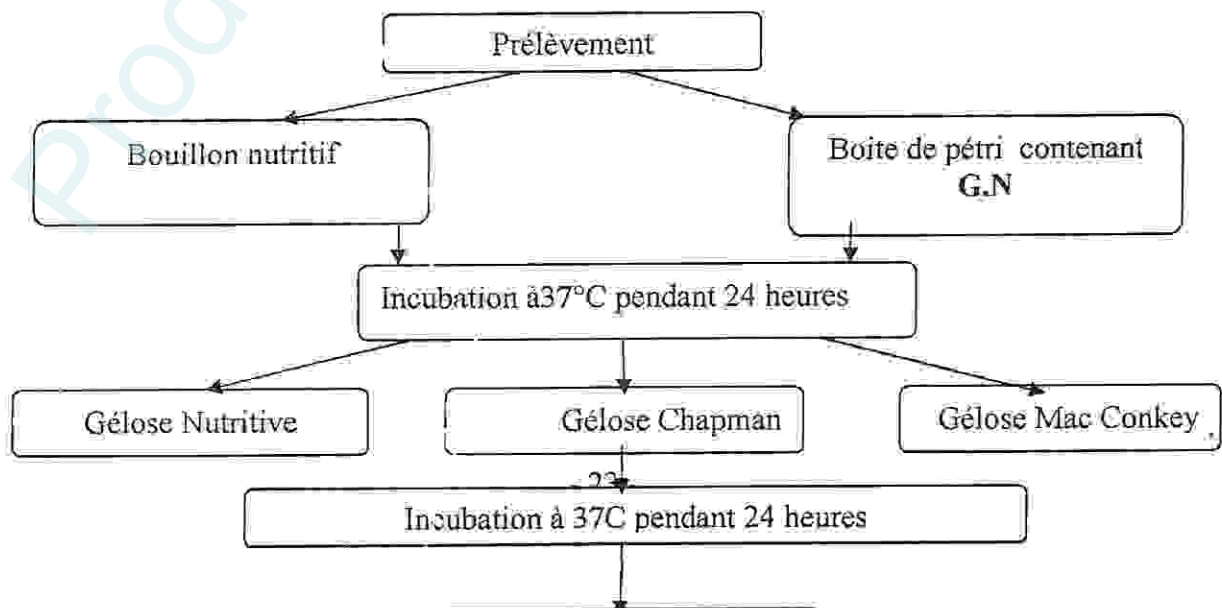 Prélèvement
Bouillon nutritif
Boite de pétri contenant
G.N
Incubation à37°C pendant 24 heures
Gélose Nutritive
Gélose Chapman
Gélose Mac Conkey
Incubation à 37C pendant 24 heures